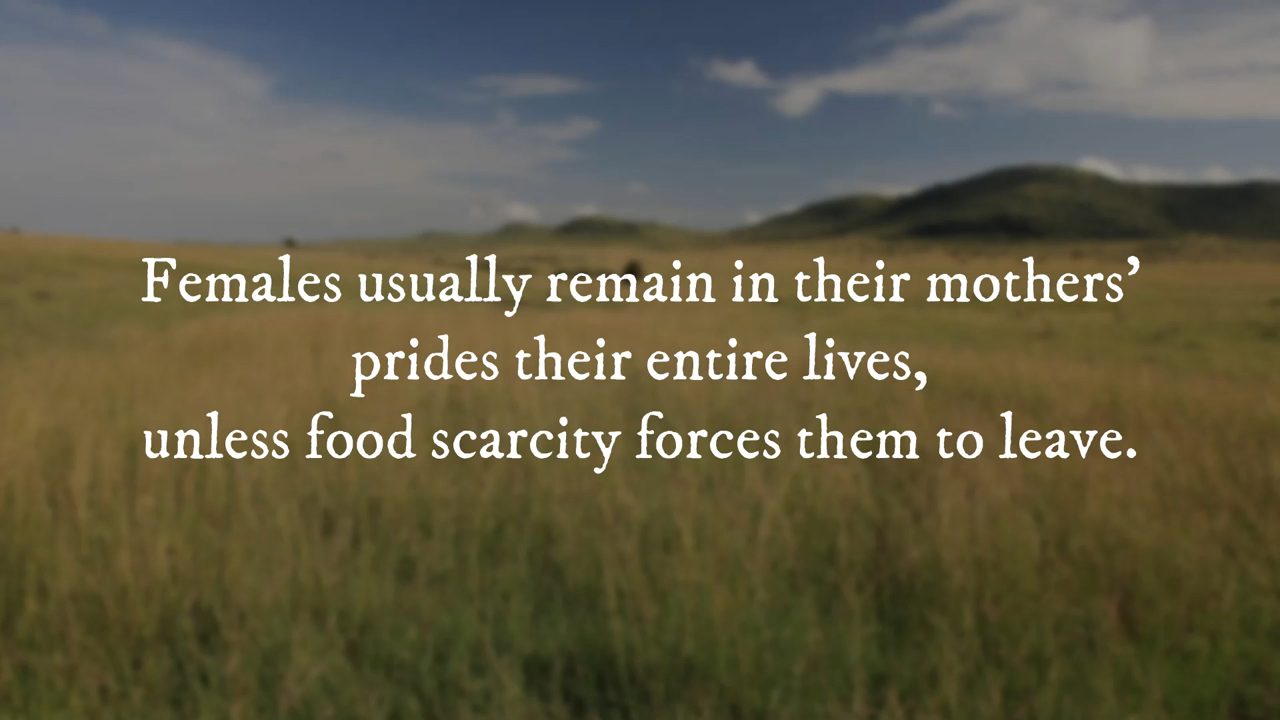 Females usually remain in their mothers’
prides their entire lives,
unless food scarcity forces them to leave.